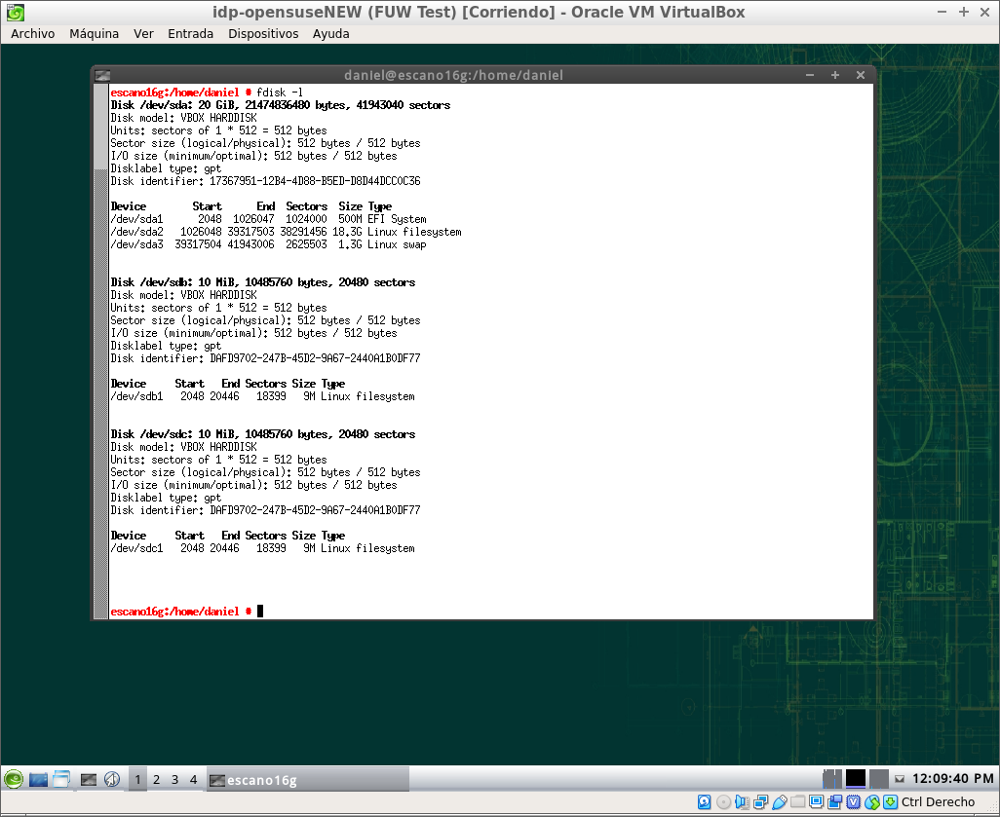 idp-opensuseNEW (FUW Test) [Corriendo] - Oracle VM VirtualBox
Archivo Máquina Ver Entrada Dispositivos Ayuda
daniel@escano16g:/home/daniel
escano16g:/home/daniel # fdisk -l
Disk /dev/sda: 20 GiB, 21474836480 bytes, 41943040 sectors
Disk model: VBOX HARDDISK
Units: sectors of 1 * 512 = 512 bytes
Sector size (logical/physical): 512 bytes / 512 bytes
I/O size (minimum/optimal): 512 bytes / 512 bytes
Disklabel type: gpt
Disk identifier: 17367951-12B4-4D88-B5ED-D8D44DCC0C36
Device Start End Sectors Size Type
/dev/sda1 2048 1026047 1024000 500M EFI System
/dev/sda2 1026048 39317503 38291456 18.3G Linux filesystem
/dev/sda3 39317504 41943006 2625503 1.3G Linux swap
Disk /dev/sdb: 10 MiB, 10485760 bytes, 20480 sectors
Disk model: VBOX HARDDISK
Units: sectors of 1 * 512 = 512 bytes
Sector size (logical/physical): 512 bytes / 512 bytes
I/O size (minimum/optimal): 512 bytes / 512 bytes
Disklabel type: gpt
Disk identifier: DAFD9702-247B-45D2-9A67-2440A1B0DF77
Device Start End Sectors Size Type
/dev/sdb1 2048 20446 18399 9M Linux filesystem
Disk /dev/sdc: 10 MiB, 10485760 bytes, 20480 sectors
Disk model: VBOX HARDDISK
Units: sectors of 1 * 512 = 512 bytes
Sector size (logical/physical): 512 bytes / 512 bytes
I/O size (minimum/optimal): 512 bytes / 512 bytes
Disklabel type: gpt
Disk identifier: DAFD9702-247B-45D2-9A67-2440A1B0DF77
Device Start End Sectors Size Type
/dev/sdc1 2048 20446 18399 9M Linux filesystem
escano16g:/home/daniel #
1 2 3 4 escano16g 12:09:40 PM
Ctrl Derecho